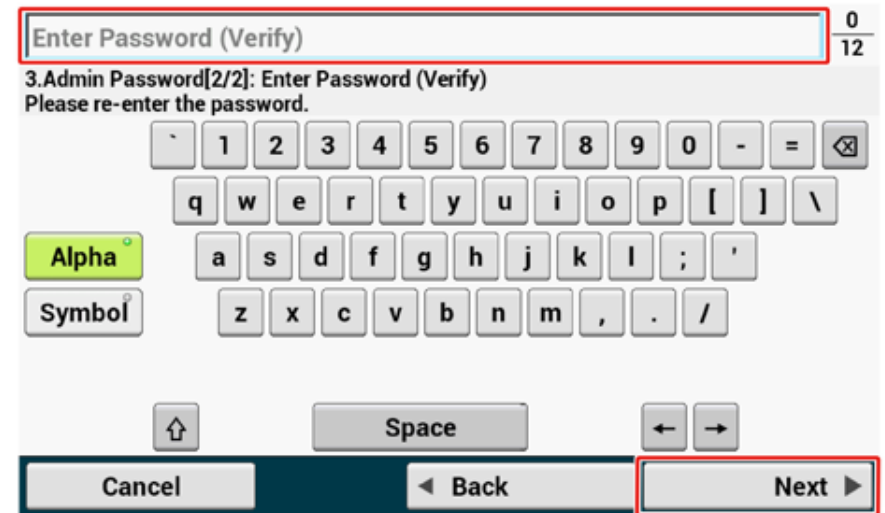 Enter Password (Verify)
0
12
3.Admin Password[2/2]: Enter Password (Verify)
Please re-enter the password.
` 1 2 3 4 5 6 7 8 9 0 - =
q w e r t y u i o p [ ] \
Alpha a s d f g h j k l ; '
Symbol z x c v b n m , . /
Space ← →
Cancel ◀ Back Next ▶